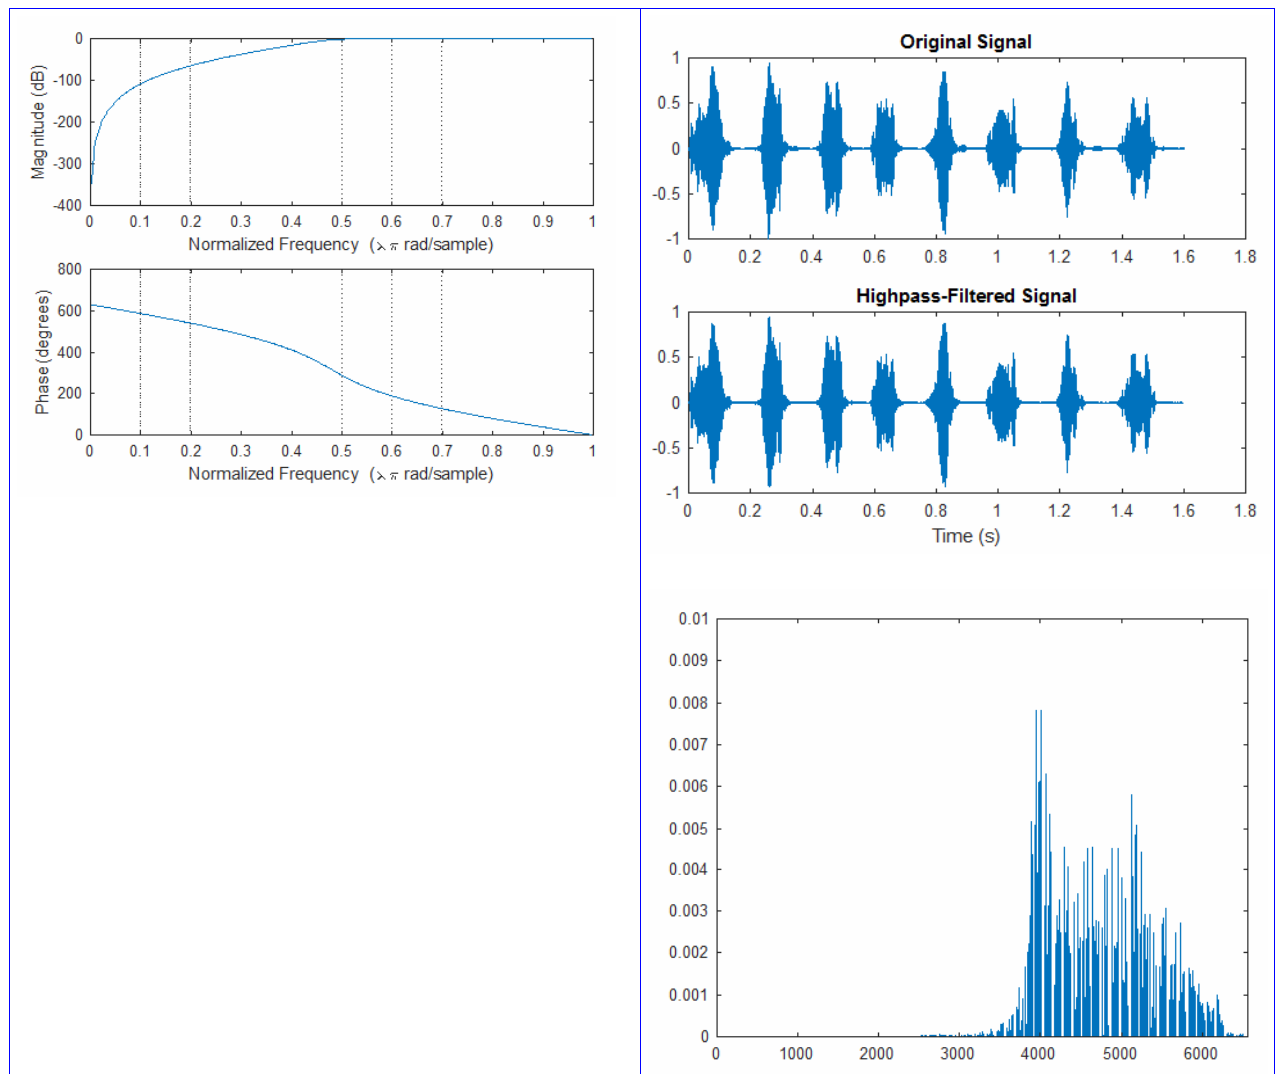 0
-100
-200
-300
-400
Magnitude (dB)
0 0.1 0.2 0.3 0.4 0.5 0.6 0.7 0.8 0.9 1
Normalized Frequency (λπ rad/sample)
800
600
400
200
0
Phase (degrees)
0 0.1 0.2 0.3 0.4 0.5 0.6 0.7 0.8 0.9 1
Normalized Frequency (λπ rad/sample)
Original Signal
1
0.5
0
-0.5
-1
0 0.2 0.4 0.6 0.8 1 1.2 1.4 1.6 1.8
Highpass-Filtered Signal
1
0.5
0
-0.5
-1
0 0.2 0.4 0.6 0.8 1 1.2 1.4 1.6 1.8
Time (s)
0.01
0.009
0.008
0.007
0.006
0.005
0.004
0.003
0.002
0.001
0
0 1000 2000 3000 4000 5000 6000